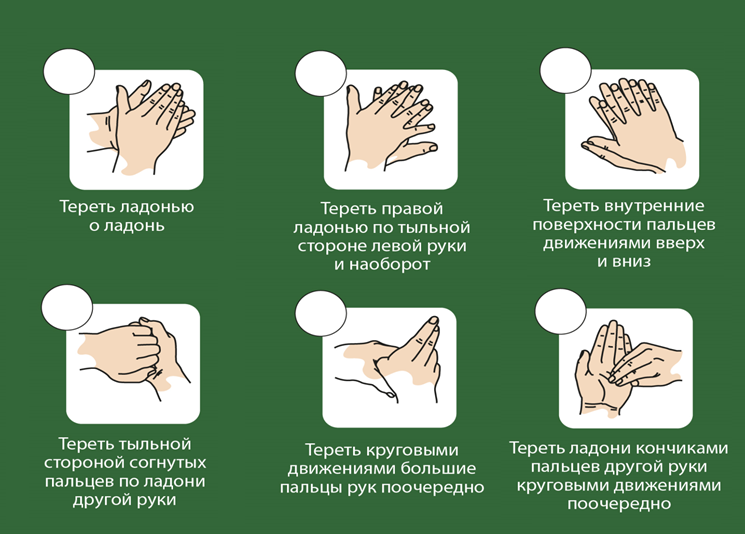 Тереть ладонью
о ладонь
Тереть правой
ладонью по тыльной
стороне левой руки
и наоборот
Тереть внутренние
поверхности пальцев
движениями вверх
и вниз
Тереть тыльной
стороной согнутых
пальцев по ладони
другой руки
Тереть круговыми
движениями большие
пальцы рук поочередно
Тереть ладони кончиками
пальцев другой руки
круговыми движениями
поочередно